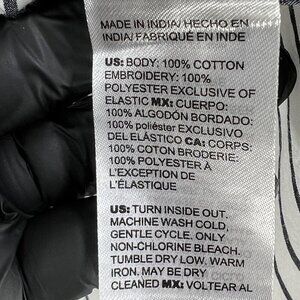 MADE IN INDIA/ HECHO EN
INDIA/ FABRIQUÉ EN INDE
US: BODY: 100% COTTON
EMBROIDERY: 100%
POLYESTER EXCLUSIVE OF
ELASTIC MX: CUERPO:
100% ALGODÓN BORDADO:
100% poliéster EXCLUSIVO
DEL ELÁSTICO CA: CORPS:
100% COTON BRODERIE:
100% POLYESTER À
L'EXCEPTION DE
L'ÉLASTIQUE
US: TURN INSIDE OUT.
MACHINE WASH COLD,
GENTLE CYCLE. ONLY
NON-CHLORINE BLEACH.
TUMBLE DRY LOW. WARM
IRON. MAY BE DRY
CLEANED MX: VOLTEAR AL